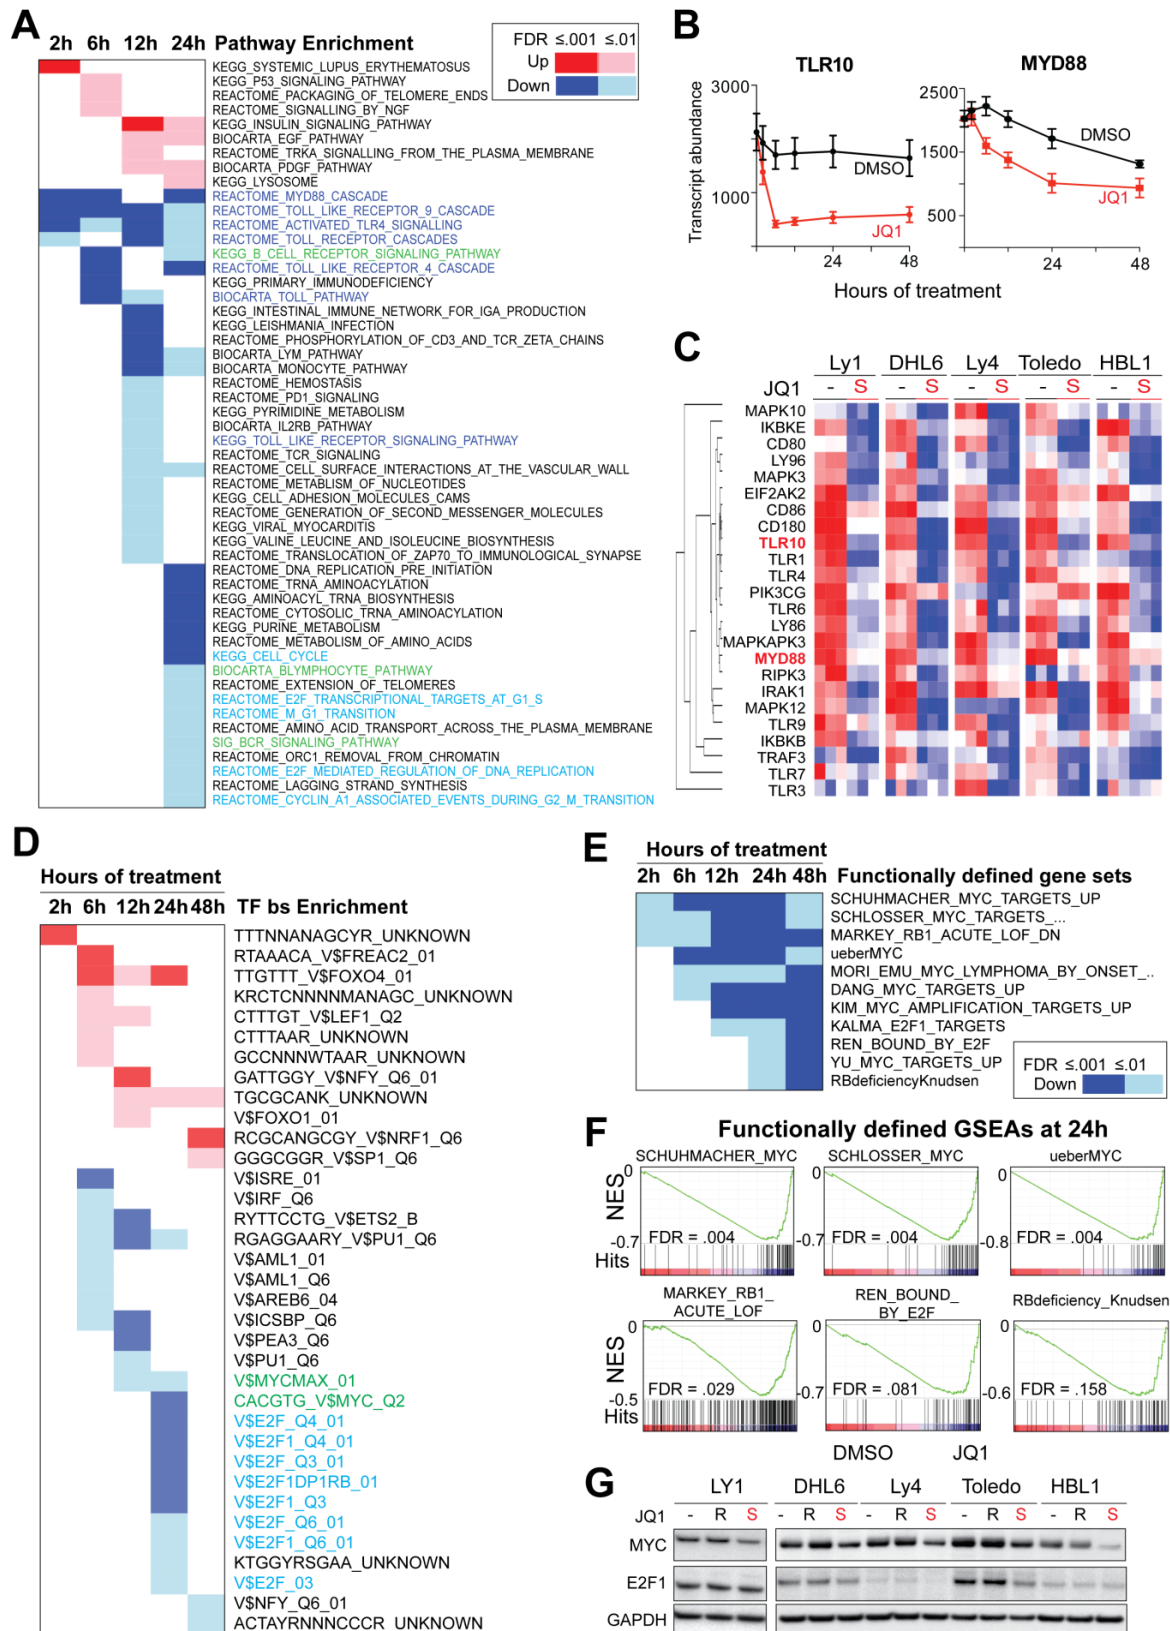 A
2h 6h 12h 24h Pathway Enrichment
FDR ≤.001 ≤.01
Up
Down
KEGG_SYSTEMIC_LUPUS_ERYTHEMATOSUS
KEGG_P53_SIGNALING_PATHWAY
REACTOME_PACKAGING_OF_TELOMERE_ENDS
REACTOME_SIGNALLING_BY_NGF
KEGG_INSULIN_SIGNALING_PATHWAY
BIOCARTA_EGF_PATHWAY
REACTOME_TRKA_SIGNALLING_FROM_THE_PLASMA_MEMBRANE
BIOCARTA_PDGF_PATHWAY
KEGG_LYSOSOME
REACTOME_MYD88_CASCADE
REACTOME_TOLL_LIKE_RECEPTOR_9_CASCADE
REACTOME_ACTIVATED_TLR4_SIGNALLING
REACTOME_TOLL_RECEPTOR_CASCADES
KEGG_B_CELL_RECEPTOR_SIGNALING_PATHWAY
REACTOME_TOLL_LIKE_RECEPTOR_4_CASCADE
KEGG_PRIMARY_IMMUNODEFICIENCY
BIOCARTA_TOLL_PATHWAY
KEGG_INTESTINAL_IMMUNE_NETWORK_FOR_IGA_PRODUCTION
KEGG_LEISHMANIA_INFECTION
REACTOME_PHOSPHORYLATION_OF_CD3_AND_TCR_ZETA_CHAINS
BIOCARTA_LYM_PATHWAY
BIOCARTA_MONOCYTE_PATHWAY
REACTOME_HEMOSTASIS
REACTOME_PD1_SIGNALING
KEGG_PYRIMIDINE_METABOLISM
BIOCARTA_IL2RB_PATHWAY
KEGG_TOLL_LIKE_RECEPTOR_SIGNALING_PATHWAY
REACTOME_TCR_SIGNALING
REACTOME_CELL_SURFACE_INTERACTIONS_AT_THE_VASCULAR_WALL
REACTOME_METABLISM_OF_NUCLEOTIDES
KEGG_CELL_ADHESION_MOLECULES_CAMS
REACTOME_GENERATION_OF_SECOND_MESSENGER_MOLECULES
KEGG_VIRAL_MYOCARDITIS
KEGG_VALINE_LEUCINE_AND_ISOLEUCINE_BIOSYNTHESIS
REACTOME_TRANSLOCATION_OF_ZAP70_TO_IMMUNOLOGICAL_SYNAPSE
REACTOME_DNA_REPLICATION_PRE_INITIATION
REACTOME_TRNA_AMINOACYLATION
KEGG_AMINOACYL_TRNA_BIOSYNTHESIS
REACTOME_CYTOSOLIC_TRNA_AMINOACYLATION
KEGG_PURINE_METABOLISM
REACTOME_METABOLISM_OF_AMINO_ACIDS
KEGG_CELL_CYCLE
BIOCARTA_BLYMPHOCYTE_PATHWAY
REACTOME_EXTENSION_OF_TELOMERES
REACTOME_E2F_TRANSCRIPTIONAL_TARGETS_AT_G1_S
REACTOME_M_G1_TRANSITION
REACTOME_AMINO_ACID_TRANSPORT_ACROSS_THE_PLASMA_MEMBRANE
SIG_BCR_SIGNALING_PATHWAY
REACTOME_ORC1_REMOVAL_FROM_CHROMATIN
REACTOME_E2F_MEDIATED_REGULATION_OF_DNA_REPLICATION
REACTOME_LAGGING_STRAND_SYNTHESIS
REACTOME_CYCLIN_A1_ASSOCIATED_EVENTS_DURING_G2_M_TRANSITION
B
TLR10
MYD88
Transcript abundance
3000
1000
DMSO
JQ1
24 48
2500
1500
500
DMSO
JQ1
24 48
Hours of treatment
C
Ly1 DHL6 Ly4 Toledo HBL1
JQ1 - S - S - S - S - S
MAPK10
IKBKE
CD80
LY96
MAPK3
EIF2AK2
CD86
CD180
TLR10
TLR1
TLR4
PIK3CG
TLR6
LY86
MAPKAPK3
MYD88
RIPK3
IRAK1
MAPK12
TLR9
IKBKB
TRAF3
TLR7
TLR3
D
Hours of treatment
2h 6h 12h 24h 48h TF bs Enrichment
TTTNNANAGCYR_UNKNOWN
RTAAACA_V$FREAC2_01
TTGTTT_V$FOXO4_01
KRCTCNNNNMANAGC_UNKNOWN
CTTTGT_V$LEF1_Q2
CTTTAAR_UNKNOWN
GCCNNNWTAAR_UNKNOWN
GATTGGY_V$NFY_Q6_01
TGCGCANK_UNKNOWN
V$FOXO1_01
RCGCANGCGY_V$NRF1_Q6
GGGCGGR_V$SP1_Q6
V$ISRE_01
V$IRF_Q6
RYTTCCTG_V$ETS2_B
RGAGGAARY_V$PU1_Q6
V$AML1_01
V$AML1_Q6
V$AREB6_04
V$ICSBP_Q6
V$PEA3_Q6
V$PU1_Q6
V$MYCMAX_01
CACGTG_V$MYC_Q2
V$E2F_Q4_01
V$E2F1_Q4_01
V$E2F_Q3_01
V$E2F1DP1RB_01
V$E2F1_Q3
V$E2F_Q6_01
V$E2F1_Q6_01
KTGGYRSGAA_UNKNOWN
V$E2F_03
V$NFY_Q6_01
ACTAYRNNNCCCR_UNKNOWN
E
Hours of treatment
2h 6h 12h 24h 48h Functionally defined gene sets
SCHUHMACHER_MYC_TARGETS_UP
SCHLOSSER_MYC_TARGETS_...
MARKEY_RB1_ACUTE_LOF_DN
ueberMYC
MORI_EMU_MYC_LYMPHOMA_BY_ONSET_..
DANG_MYC_TARGETS_UP
KIM_MYC_AMPLIFICATION_TARGETS_UP
KALMA_E2F1_TARGETS
REN_BOUND_BY_E2F
YU_MYC_TARGETS_UP
RBdeficiencyKnudsen
FDR ≤.001 ≤.01
Down
F
Functionally defined GSEAs at 24h
SCHUHMACHER_MYC SCHLOSSER_MYC ueberMYC
NES
0 0 0
FDR = .004 FDR = .004 FDR = .004
-0.7 -0.7 -0.8
Hits
MARKEY_RB1_
ACUTE_LOF
REN_BOUND_
BY_E2F
RBdeficiency_Knudsen
NES
0 0 0
FDR = .029 FDR = .081 FDR = .158
-0.5 -0.7 -0.6
Hits
DMSO JQ1
G
LY1 DHL6 Ly4 Toledo HBL1
JQ1 - R S - R S - R S - R S - R S
MYC
E2F1
GAPDH